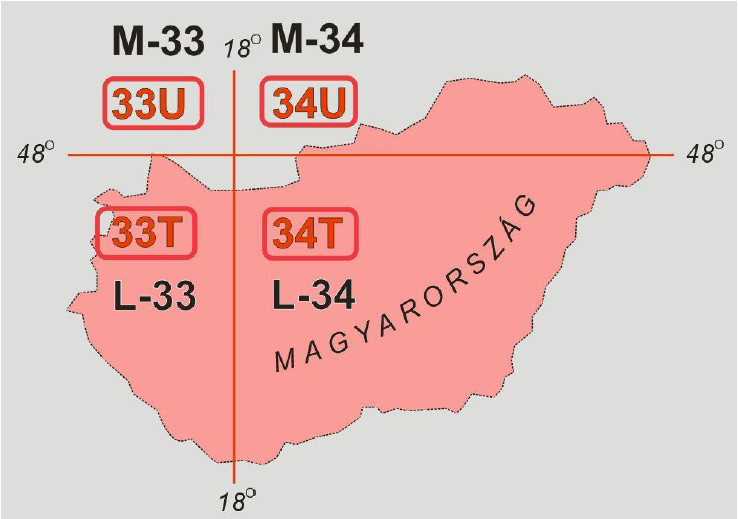 M-33 18° M-34
33U 34U
48° 48°
33T 34T
L-33 L-34
MAGYARORSZÁG
18°